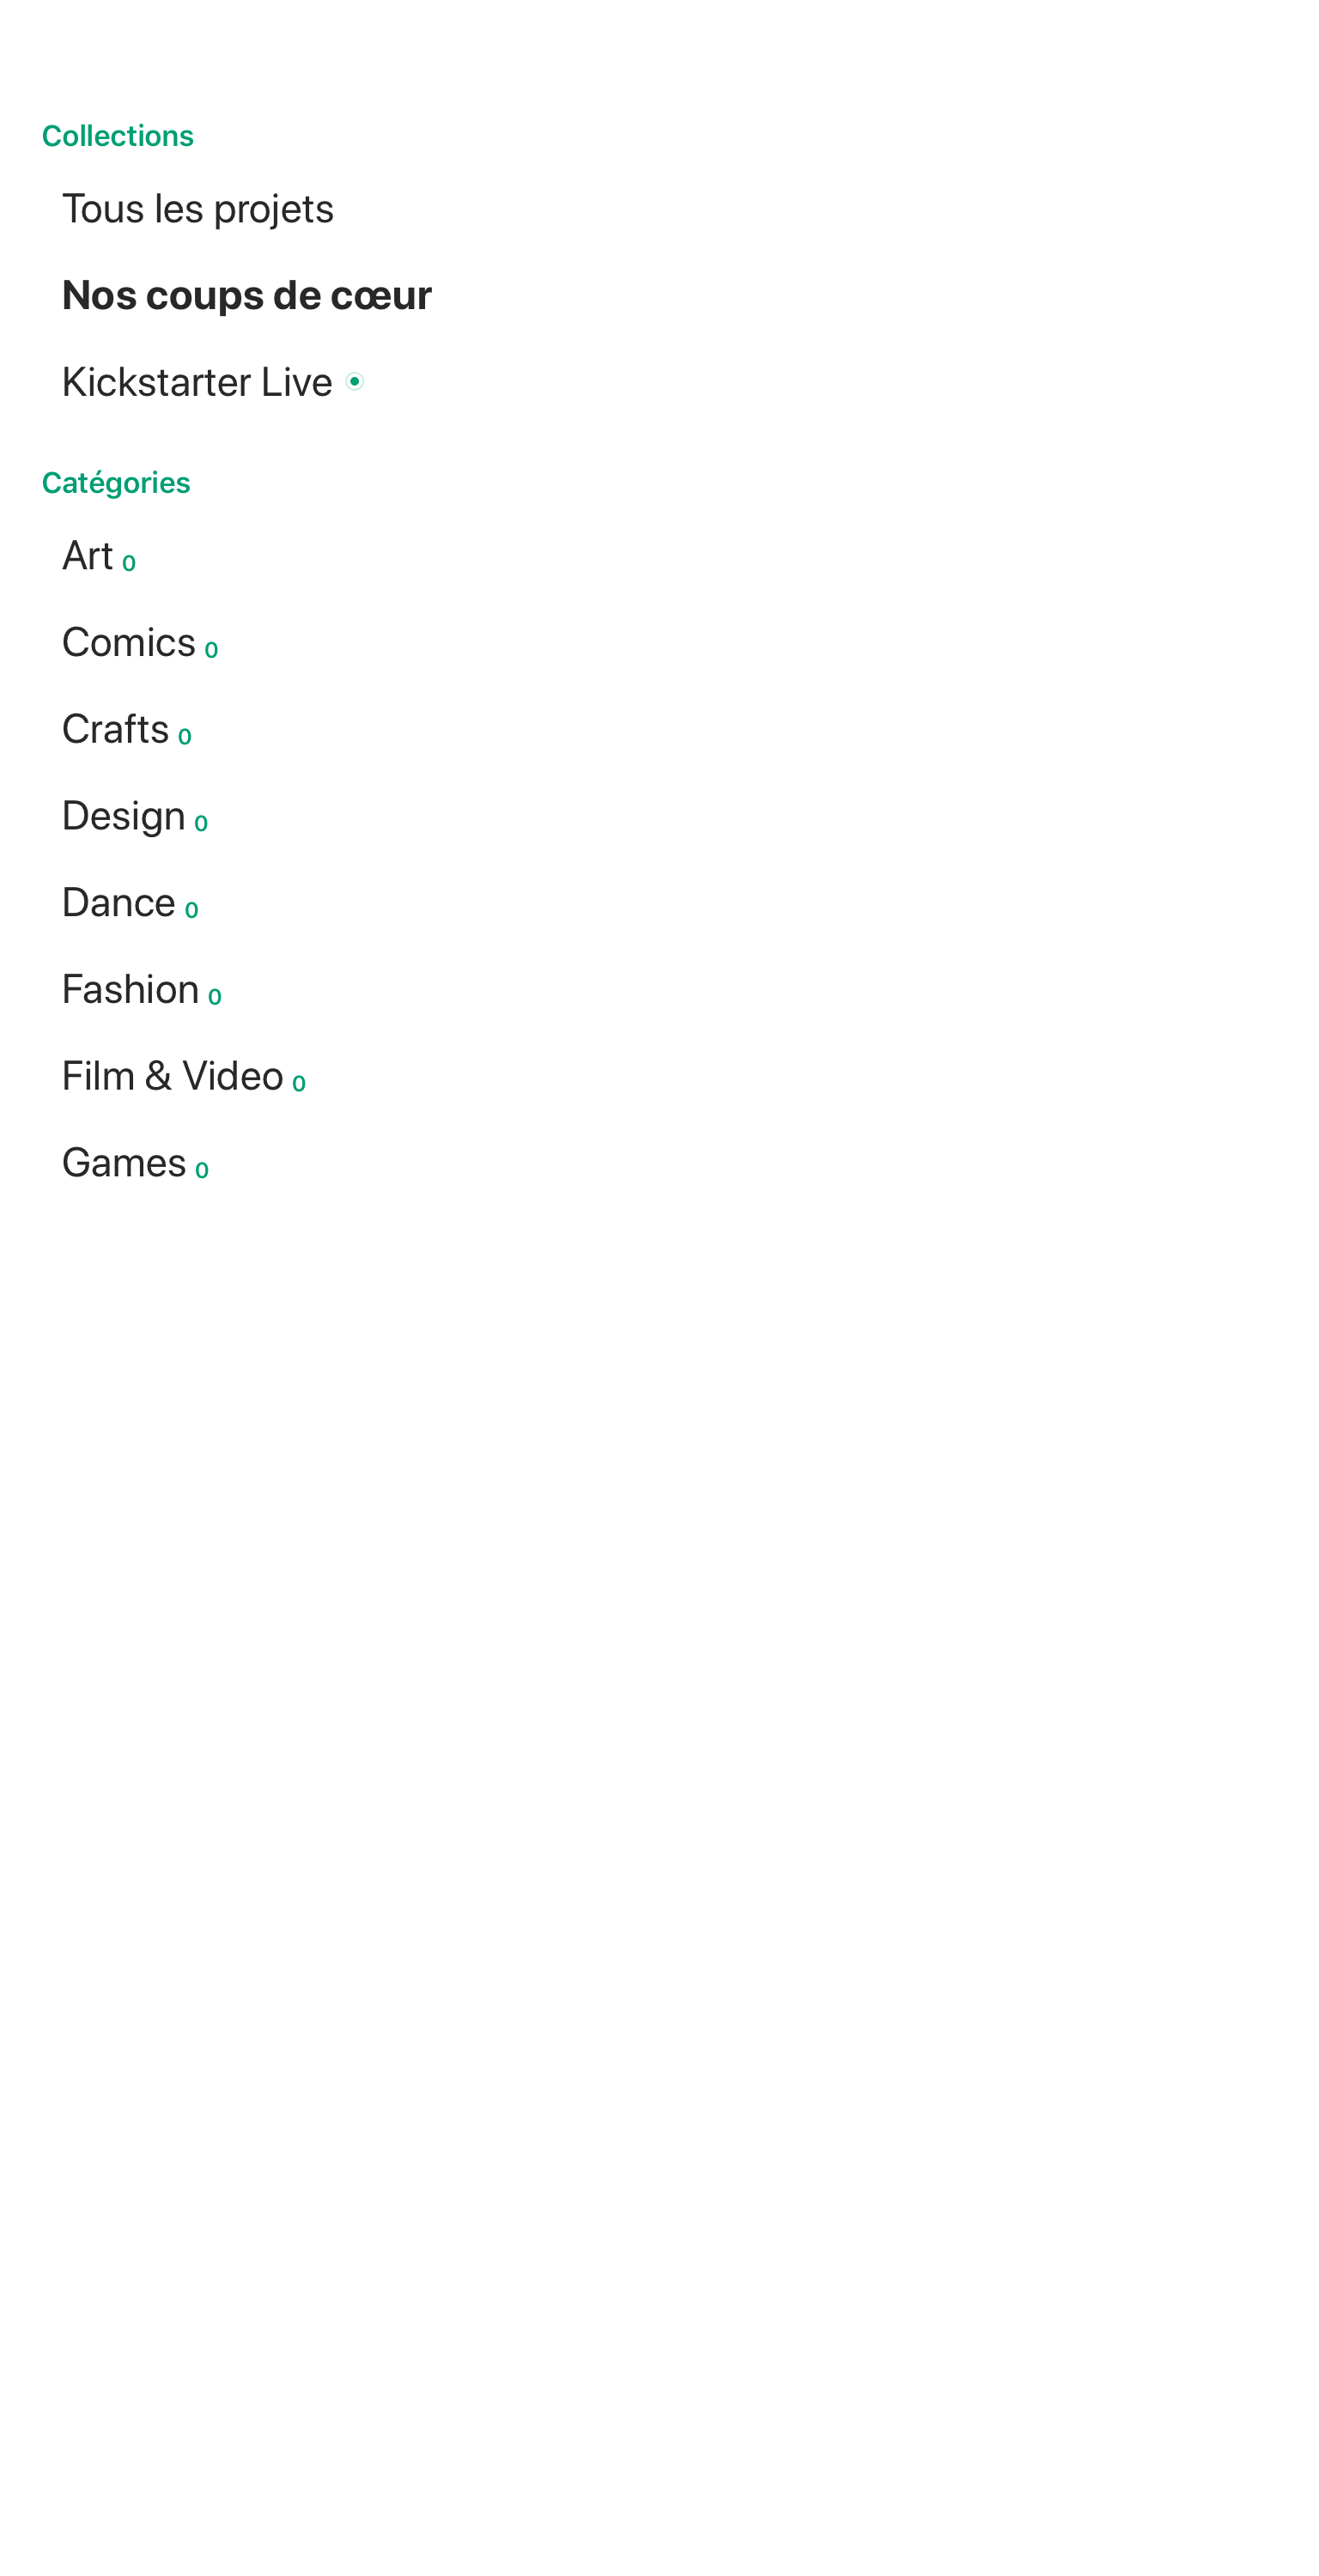 Collections
Tous les projets
Nos coups de cœur
Kickstarter Live
Catégories
Art 0
Comics 0
Crafts 0
Design 0
Dance 0
Fashion 0
Film & Video 0
Games 0